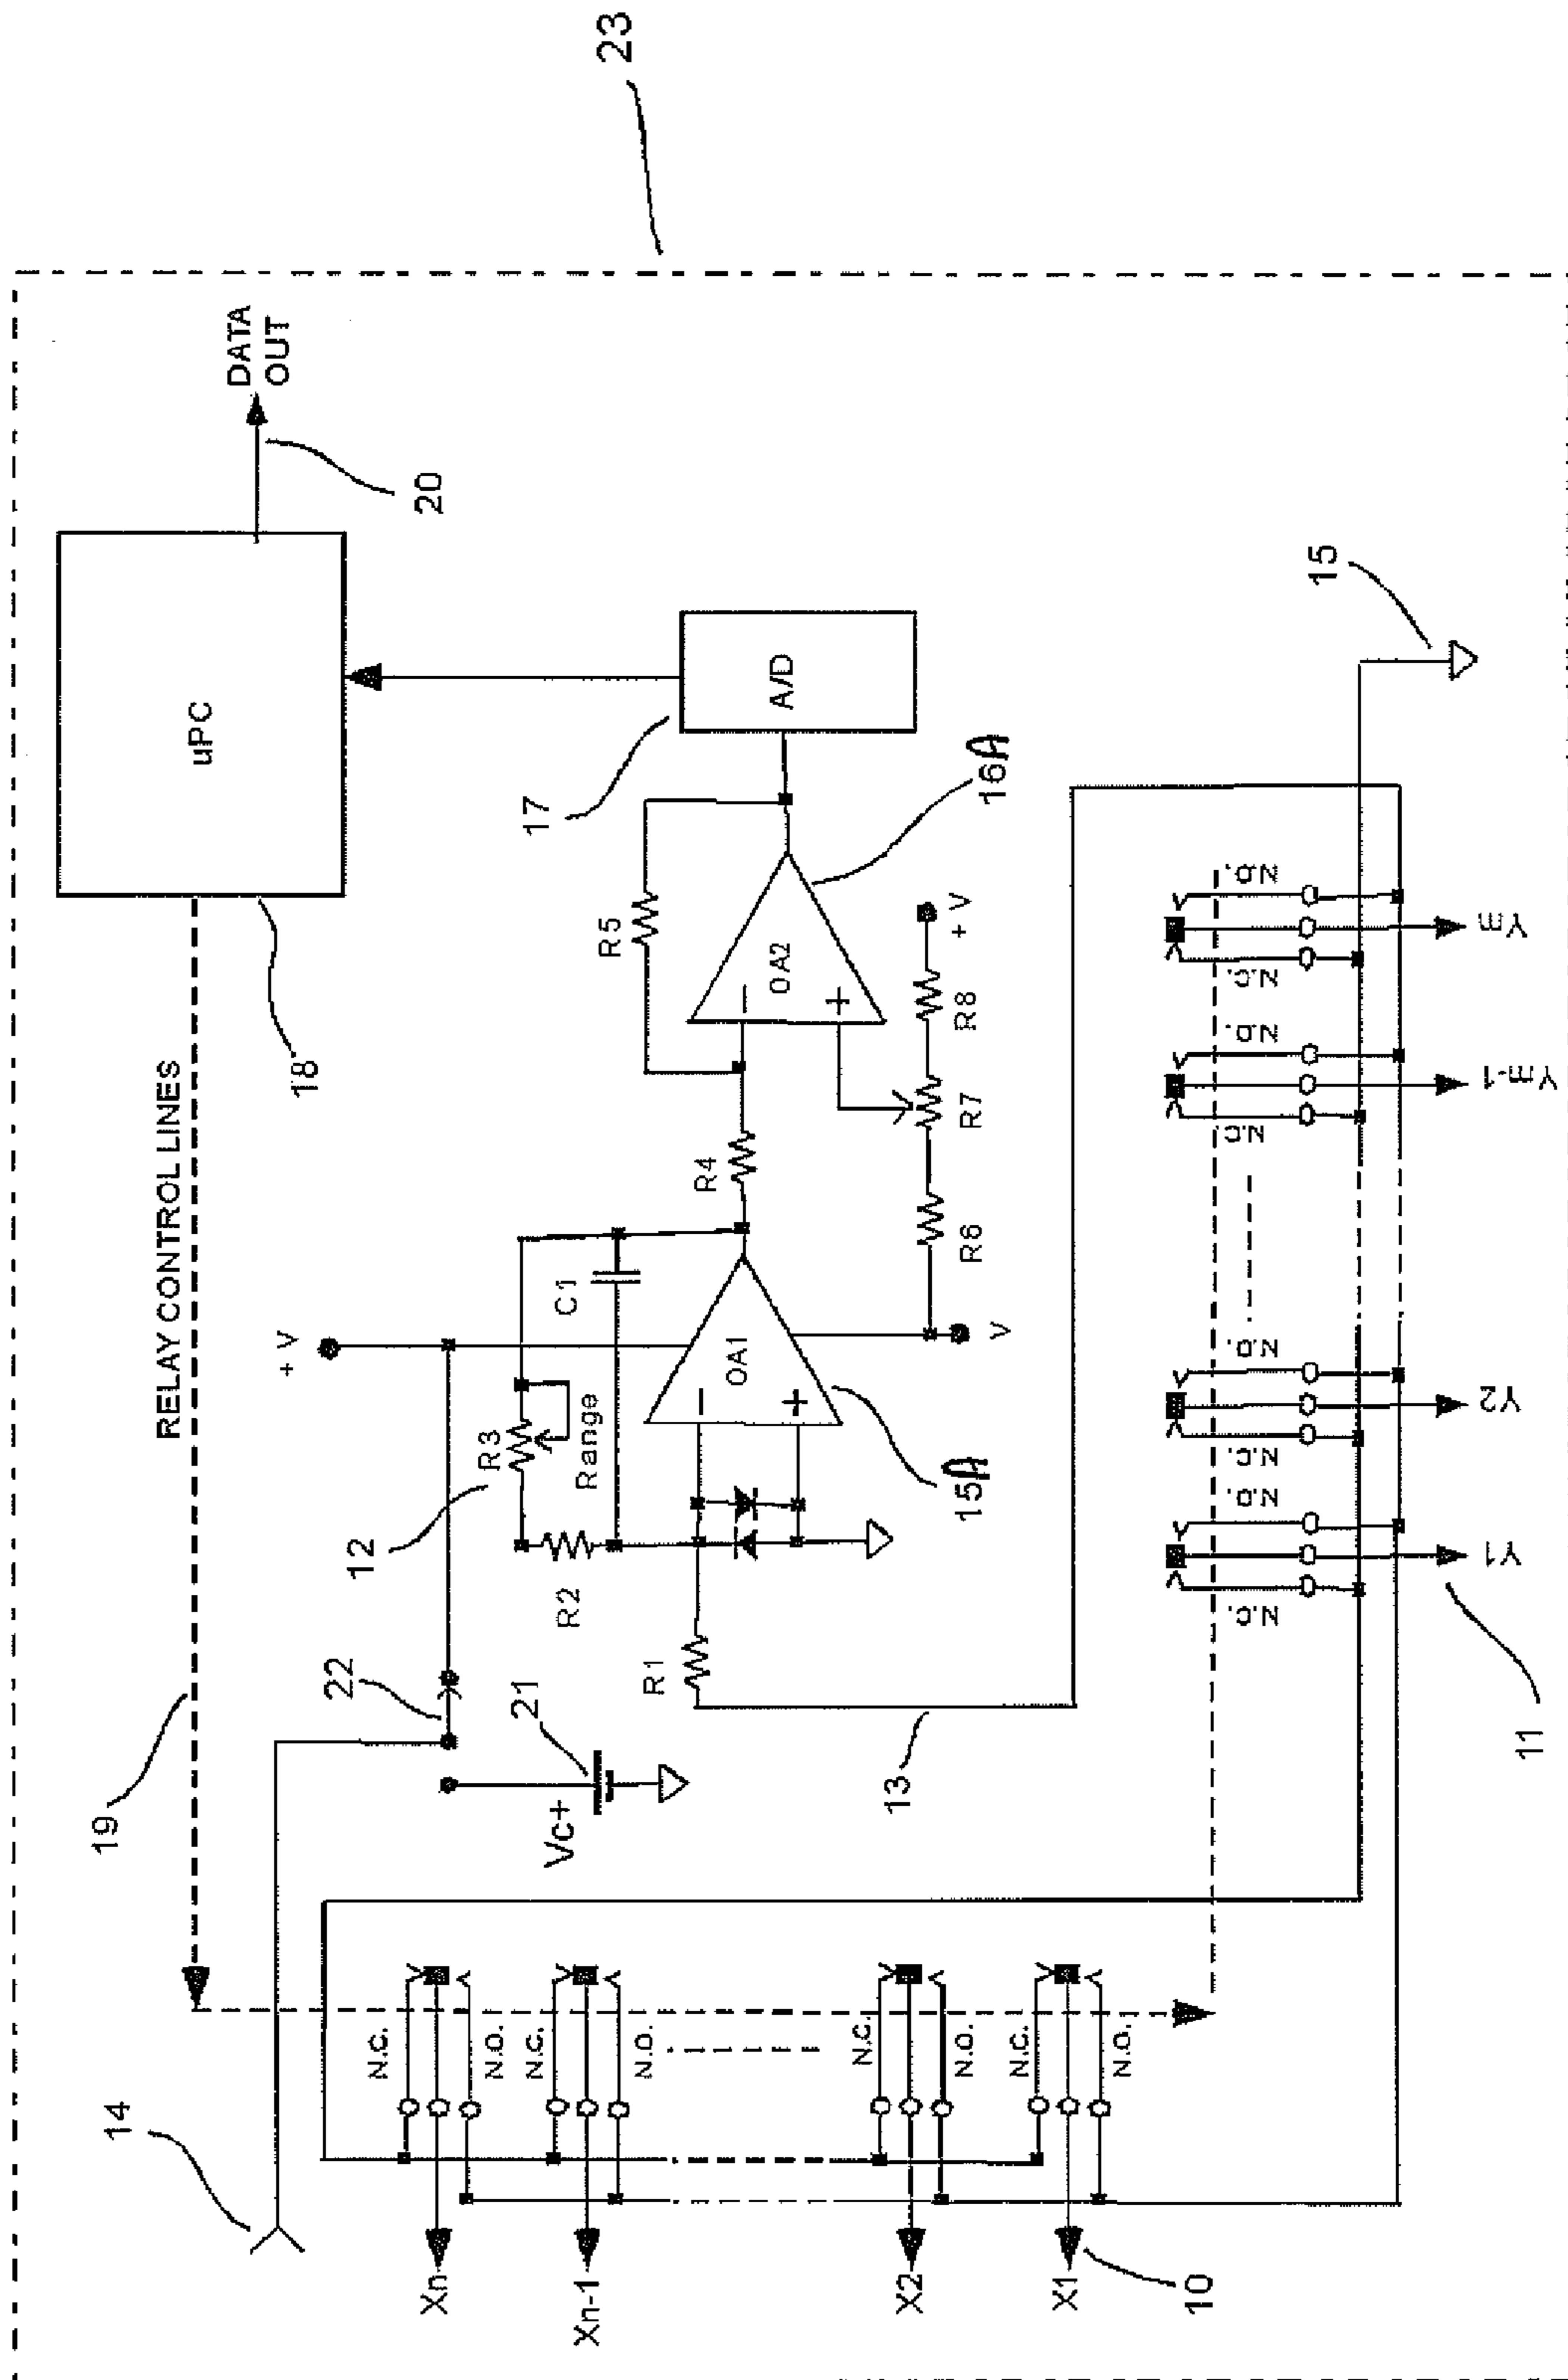 23
DATA
OUT
20
uPC
18
RELAY CONTROL LINES
19
A/D
17
16A
OA2
R5
R4
R6
R7
R8
+ V
+ V
V
C1
R3
Range
12
R2
OA1
15A
R1
22
21
Vc+
13
14
15
N.C.
N.O.
N.C.
N.O.
N.C.
N.O.
N.C.
N.O.
Xn
Xn-1
X2
X1
10
N.O.
N.C.
N.O.
N.C.
N.O.
N.C.
N.O.
N.C.
Ym
Ym-1
Y2
Y1
11